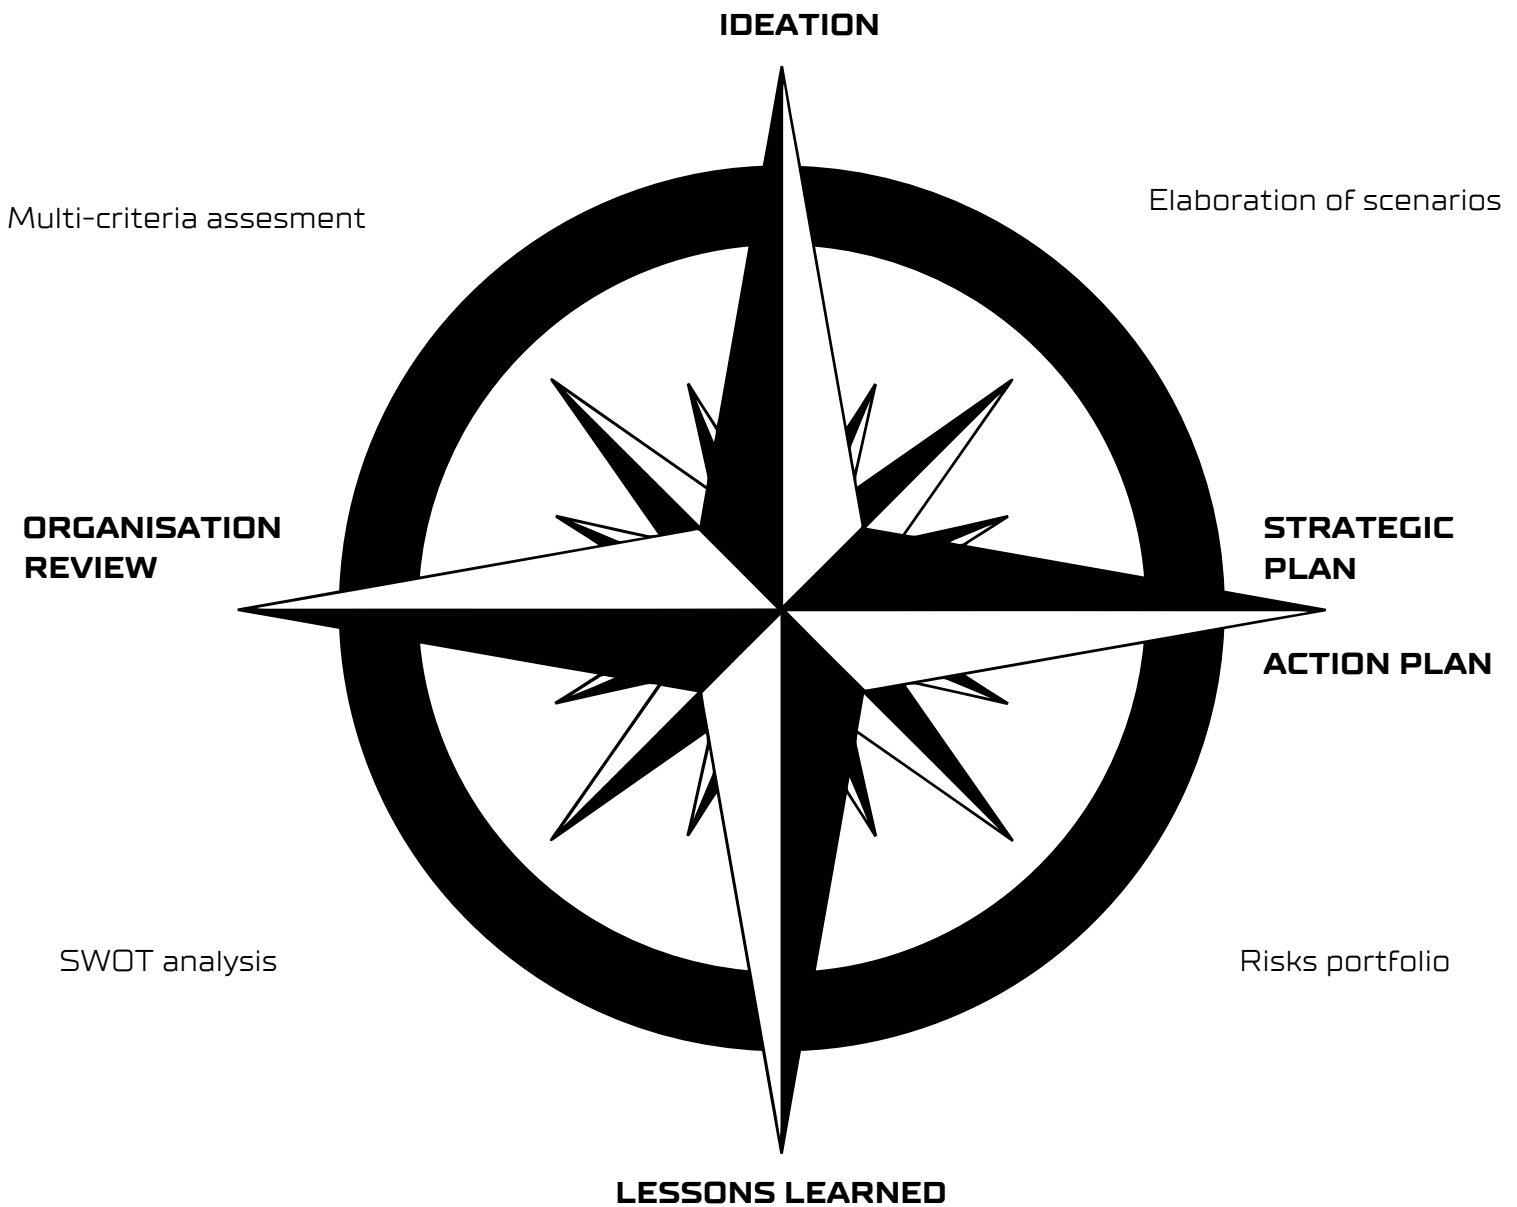 IDEATION
Multi-criteria assesment
Elaboration of scenarios
ORGANISATION
REVIEW
STRATEGIC
PLAN
ACTION PLAN
SWOT analysis
Risks portfolio
LESSONS LEARNED